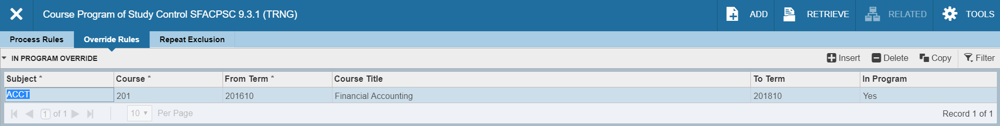 Course Program of Study Control SFACPSC 9.3.1 (TRNG) ADD RETRIEVE RELATED TOOLS
Process Rules Override Rules Repeat Exclusion
IN PROGRAM OVERRIDE Insert Delete Copy Filter
Subject * Course * From Term * Course Title To Term In Program
ACCT 201 201610 Financial Accounting 201810 Yes
1 of 1 10 Per Page Record 1 of 1